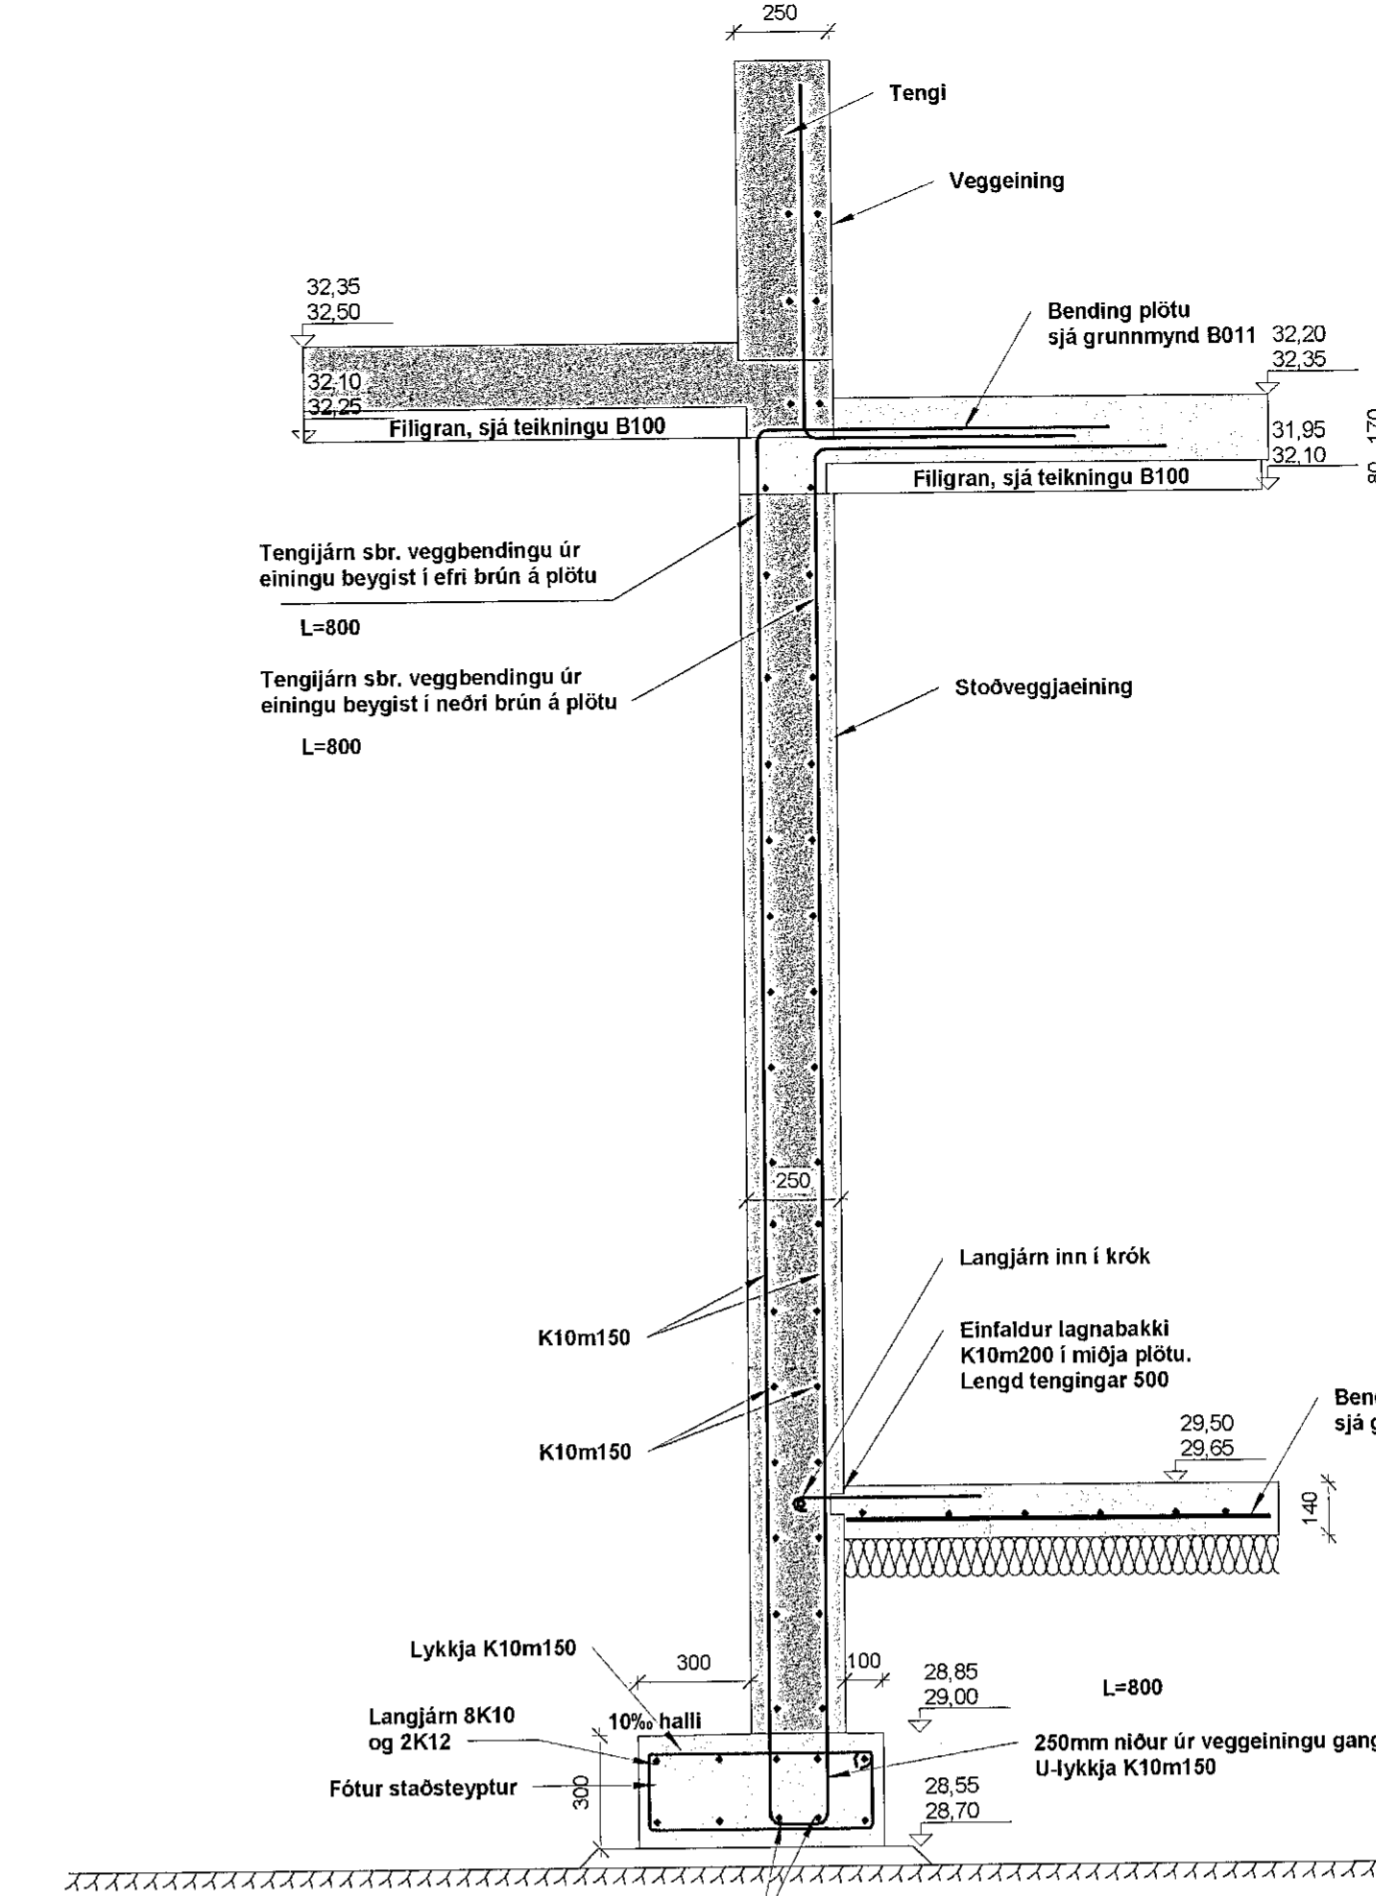 250
Tengi
Veggeining
32,35
32,50
Bending plötu
sjá grunnmynd B011
32,20
32,35
32,10
32,25
Filigran, sjá teikningu B100
31,95
32,10
170
80
Filigran, sjá teikningu B100
Tengijárn sbr. veggbendingu úr
einingu beygist í efri brún á plötu
L=800
Tengijárn sbr. veggbendingu úr
einingu beygist í neðri brún á plötu
L=800
Stoðveggjaeining
250
Langjárn inn í krók
K10m150
Einfaldur lagnabakki
K10m200 í miðja plötu.
Lengd tengingar 500
K10m150
29,50
29,65
140
Lykkja K10m150
300
100
28,85
29,00
L=800
Langjárn 8K10
og 2K12
10‰ halli
250mm niður úr veggeiningu gang
U-lykkja K10m150
Fótur staðsteyptur
300
28,55
28,70